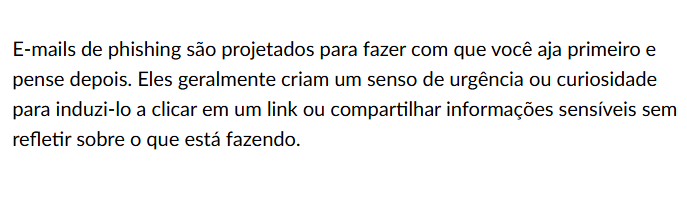 E-mails de phishing são projetados para fazer com que você aja primeiro e
pense depois. Eles geralmente criam um senso de urgência ou curiosidade
para induzi-lo a clicar em um link ou compartilhar informações sensíveis sem
refletir sobre o que está fazendo.